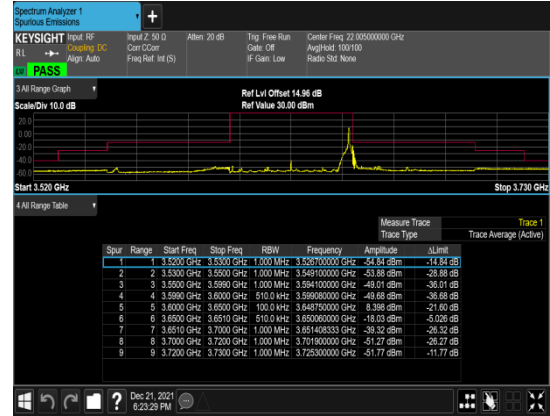 Spectrum Analyzer 1
Spurious Emissions
KEYSIGHT Input: RF Input Z: 50 Ω Atten: 20 dB Trig: Free Run Center Freq: 22.005000000 GHz
RL Coupling: DC Corr CCorr Gate: Off Avg|Hold: 100/100
Align: Auto Freq Ref: Int (S) IF Gain: Low Radio Std: None
PASS
3 All Range Graph
Ref Lvl Offset 14.96 dB
Scale/Div 10.0 dB Ref Value 30.00 dBm
20.0
0.00
-20.0
-40.0
-60.0
Start 3.520 GHz Stop 3.730 GHz
4 All Range Table
Measure Trace Trace 1
Trace Type Trace Average (Active)
Spur Range Start Freq Stop Freq RBW Frequency Amplitude ΔLimit
1 1 3.5200 GHz 3.5300 GHz 1.000 MHz 3.526700000 GHz -54.84 dBm -14.84 dB
2 2 3.5300 GHz 3.5500 GHz 1.000 MHz 3.549100000 GHz -53.88 dBm -28.88 dB
3 3 3.5500 GHz 3.5990 GHz 1.000 MHz 3.594100000 GHz -49.01 dBm -36.01 dB
4 4 3.5990 GHz 3.6000 GHz 510.0 kHz 3.599080000 GHz -49.68 dBm -36.68 dB
5 5 3.6000 GHz 3.6500 GHz 100.0 kHz 3.648750000 GHz 8.398 dBm -21.60 dB
6 6 3.6500 GHz 3.6510 GHz 510.0 kHz 3.650060000 GHz -18.03 dBm -5.026 dB
7 7 3.6510 GHz 3.7000 GHz 1.000 MHz 3.651408333 GHz -39.32 dBm -26.32 dB
8 8 3.7000 GHz 3.7200 GHz 1.000 MHz 3.701900000 GHz -51.27 dBm -26.27 dB
9 9 3.7200 GHz 3.7300 GHz 1.000 MHz 3.725300000 GHz -51.77 dBm -11.77 dB
Dec 21, 2021
6:23:29 PM